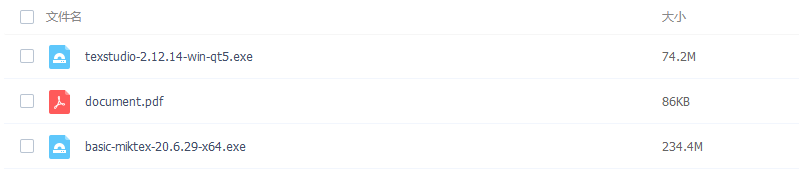 文件名 大小
texstudio-2.12.14-win-qt5.exe 74.2M
document.pdf 86KB
basic-miktex-20.6.29-x64.exe 234.4M